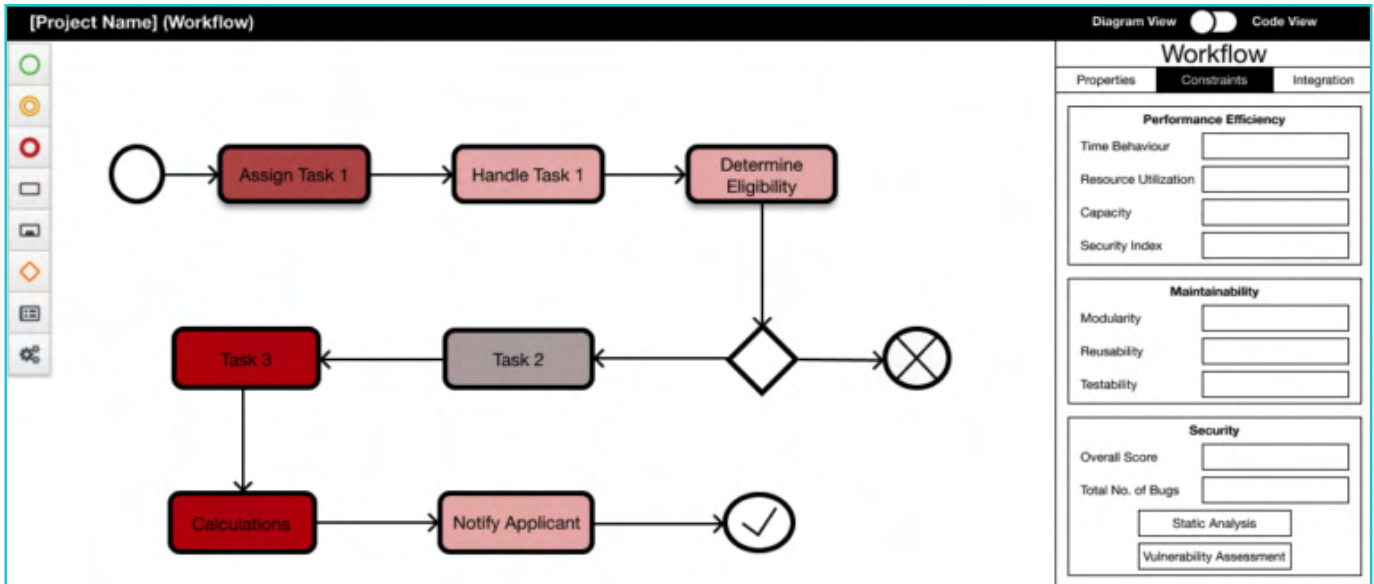 [Project Name] (Workflow)
Diagram View
Code View
Assign Task 1
Handle Task 1
Determine
Eligibility
Task 3
Task 2
Calculations
Notify Applicant
Workflow
Properties
Constraints
Integration
Performance Efficiency
Time Behaviour
Resource Utilization
Capacity
Security Index
Maintainability
Modularity
Reusability
Testability
Security
Overall Score
Total No. of Bugs
Static Analysis
Vulnerability Assessment